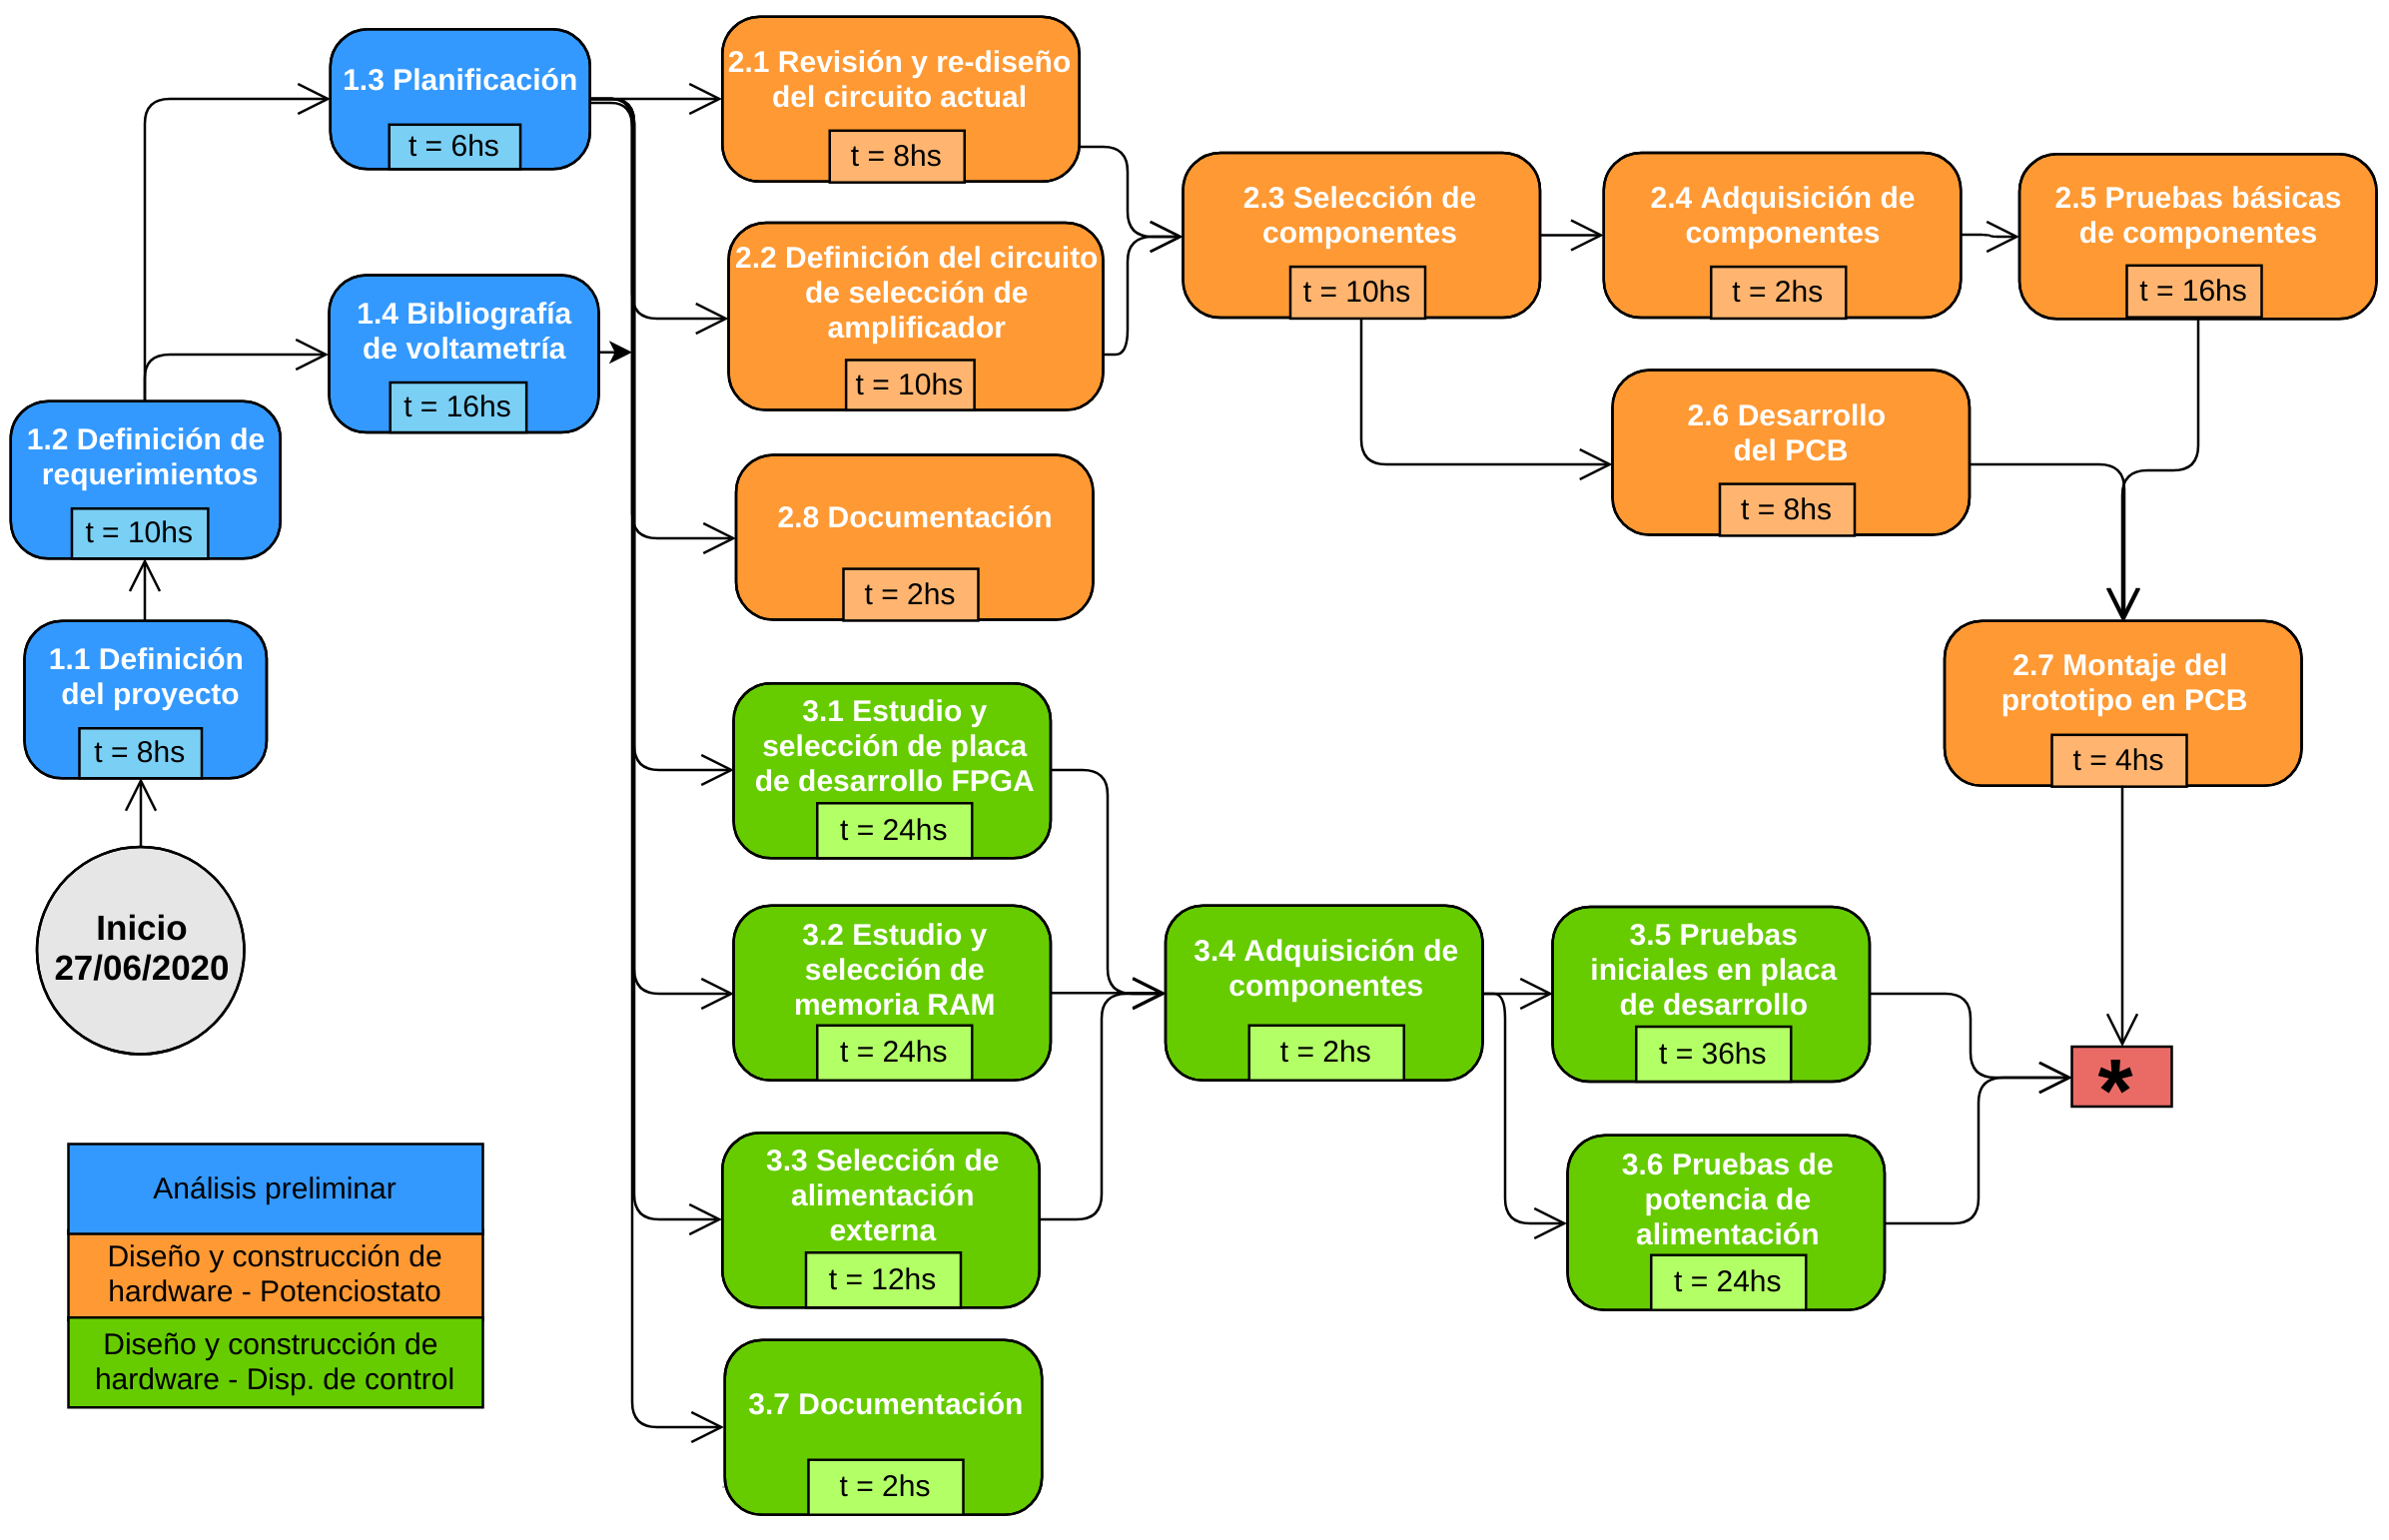 1.3 Planificación
t = 6hs
1.4 Bibliografía
de voltametría
t = 16hs
1.2 Definición de
requerimientos
t = 10hs
1.1 Definición
del proyecto
t = 8hs
Inicio
27/06/2020
2.1 Revisión y re-diseño
del circuito actual
t = 8hs
2.2 Definición del circuito
de selección de
amplificador
t = 10hs
2.8 Documentación
t = 2hs
2.3 Selección de
componentes
t = 10hs
2.4 Adquisición de
componentes
t = 2hs
2.5 Pruebas básicas
de componentes
t = 16hs
2.6 Desarrollo
del PCB
t = 8hs
2.7 Montaje del
prototipo en PCB
t = 4hs
3.1 Estudio y
selección de placa
de desarrollo FPGA
t = 24hs
3.2 Estudio y
selección de
memoria RAM
t = 24hs
3.3 Selección de
alimentación
externa
t = 12hs
3.7 Documentación
t = 2hs
3.4 Adquisición de
componentes
t = 2hs
3.5 Pruebas
iniciales en placa
de desarrollo
t = 36hs
3.6 Pruebas de
potencia de
alimentación
t = 24hs
*
Análisis preliminar
Diseño y construcción de
hardware - Potenciostato
Diseño y construcción de
hardware - Disp. de control